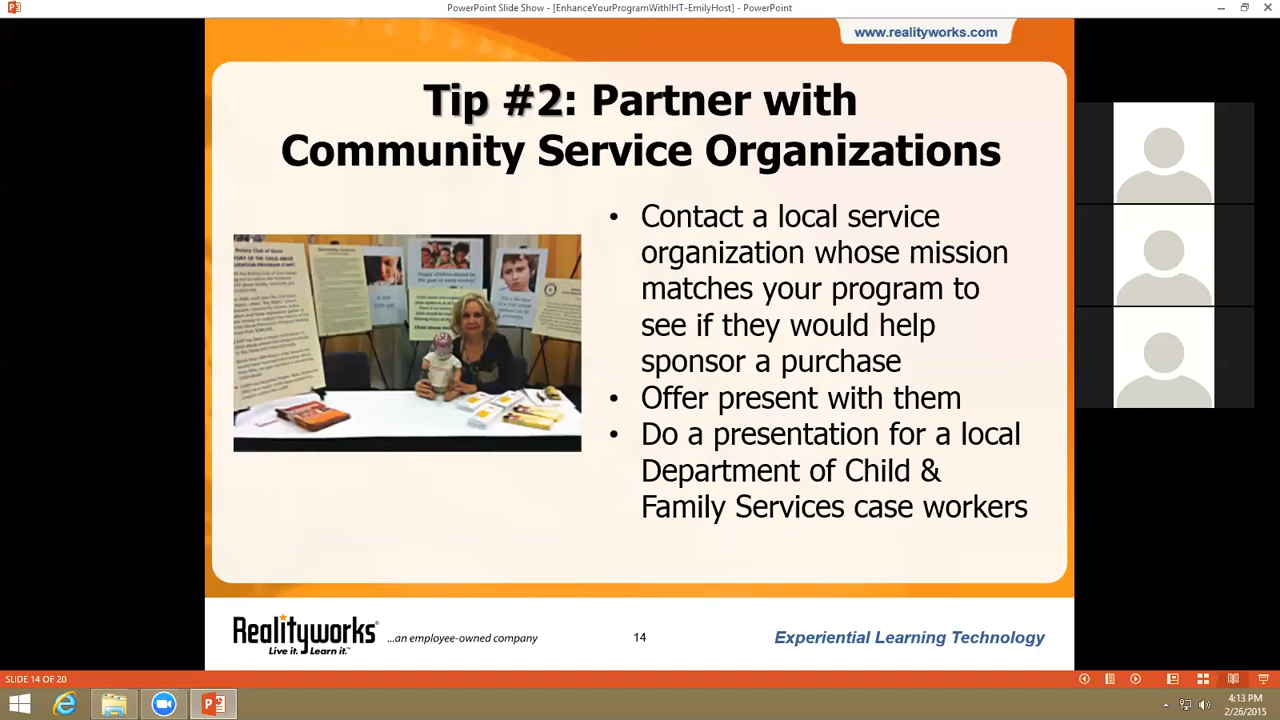 PowerPoint Slide Show - [EnhanceYourProgramWithIHT-EmilyHost] - PowerPoint
www.realityworks.com
Tip #2: Partner with
Community Service Organizations
• Contact a local service
organization whose mission
matches your program to
see if they would help
sponsor a purchase
• Offer present with them
• Do a presentation for a local
Department of Child &
Family Services case workers
Realityworks
Live it. Learn it.™
...an employee-owned company
14
Experiential Learning Technology
SLIDE 14 OF 20
4:13 PM
2/26/2015